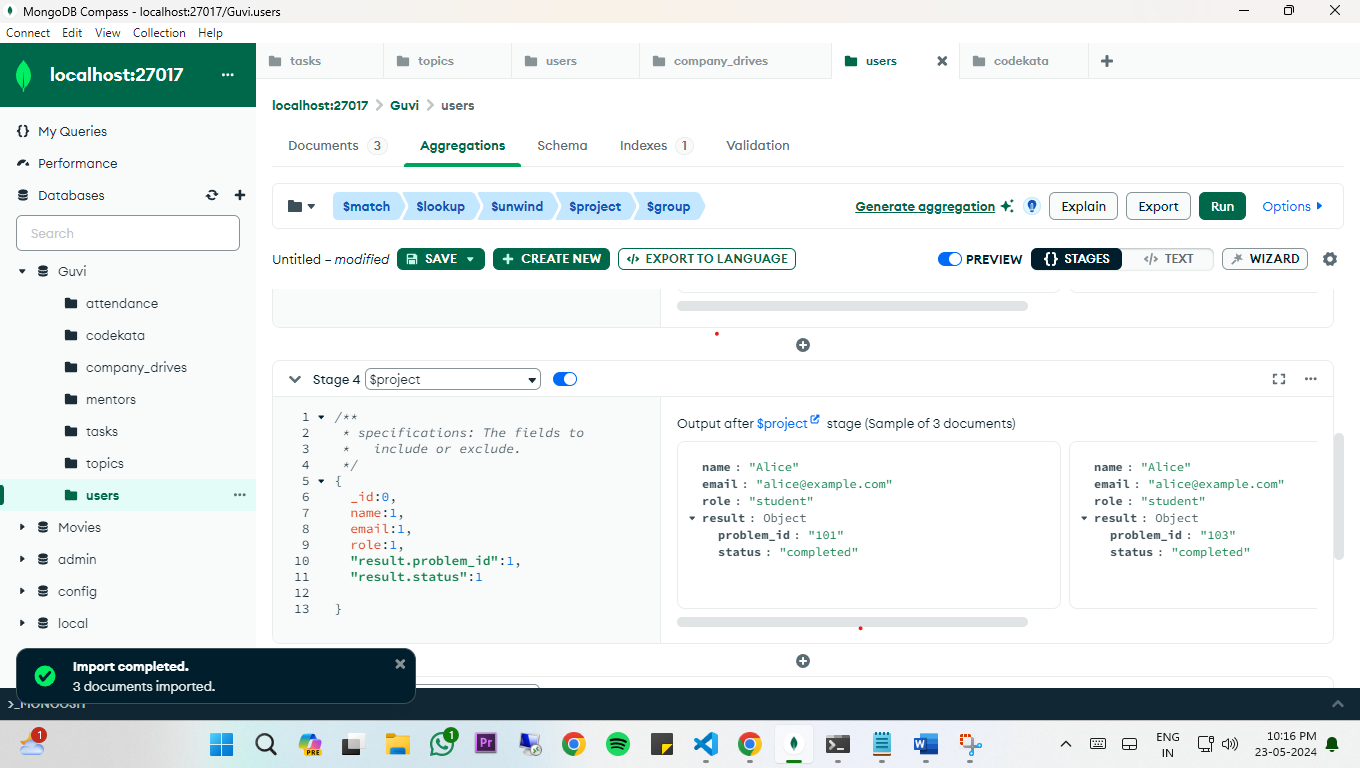 MongoDB Compass - localhost:27017/Guvi.users
Connect Edit View Collection Help
localhost:27017
tasks topics users company_drives users codekata
localhost:27017 > Guvi > users
My Queries
Performance
Databases
Search
Guvi
attendance
codekata
company_drives
mentors
tasks
topics
users
Movies
admin
config
local
Documents 3 Aggregations Schema Indexes 1 Validation
$match $lookup $unwind $project $group
Generate aggregation Explain Export Run Options
Untitled – modified SAVE + CREATE NEW </> EXPORT TO LANGUAGE PREVIEW {} STAGES </> TEXT WIZARD
Stage 4 $project
1 /**
2 * specifications: The fields to
3 *   include or exclude.
4 */
5 {
6 _id:0,
7 name:1,
8 email:1,
9 role:1,
10 "result.problem_id":1,
11 "result.status":1
12
13 }
Output after $project stage (Sample of 3 documents)
name : "Alice"
email : "alice@example.com"
role : "student"
result : Object
problem_id : "101"
status : "completed"
name : "Alice"
email : "alice@example.com"
role : "student"
result : Object
problem_id : "103"
status : "completed"
Import completed.
3 documents imported.
>_MONGOSH
1
PRE
1
Pr
W
ENG
IN
10:16 PM
23-05-2024